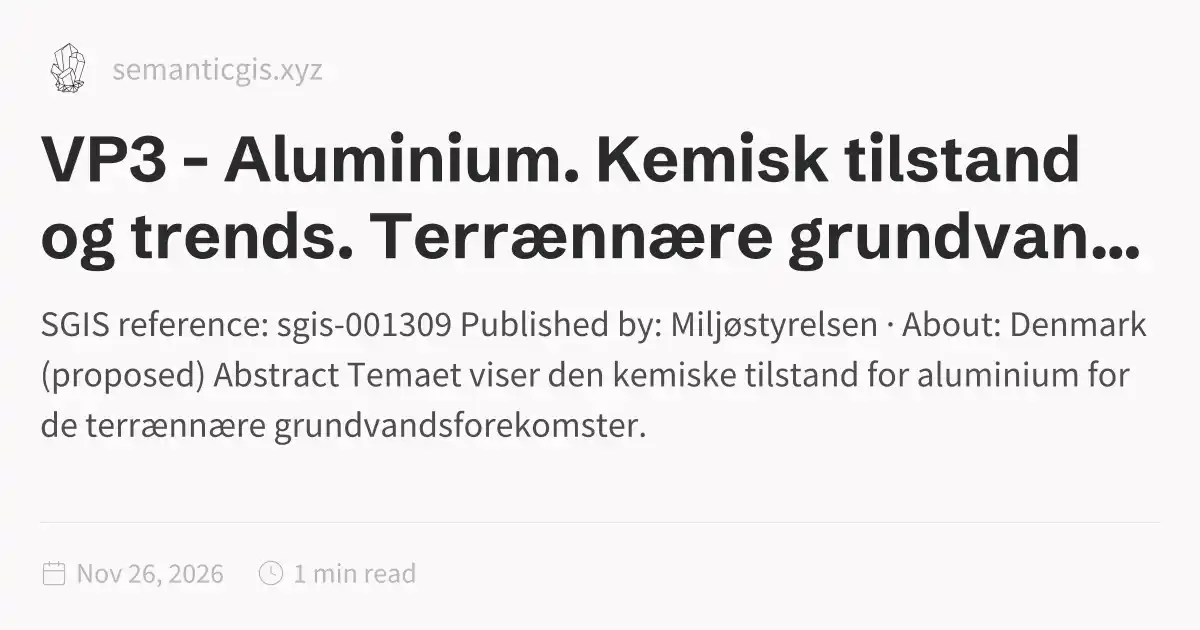 semanticgis.xyz
VP3 - Aluminium. Kemisk tilstand
og trends. Terrænnære grundvan...
SGIS reference: sgis-001309 Published by: Miljøstyrelsen · About: Denmark
(proposed) Abstract Temaet viser den kemiske tilstand for aluminium for
de terrænnære grundvandsforekomster.
Nov 26, 2026 1 min read